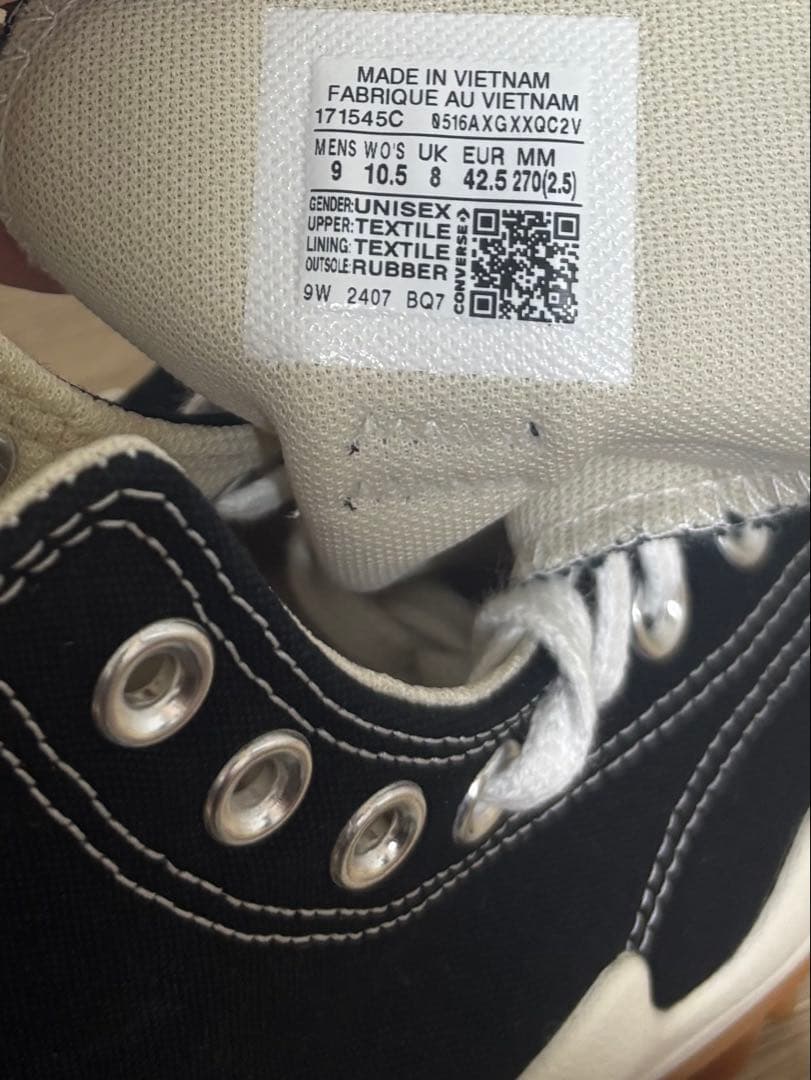 MADE IN VIETNAM
FABRIQUE AU VIETNAM
171545C 0516AXGXXQC2V
MENS WO'S UK EUR MM
9 10.5 8 42.5 270(2.5)
GENDER:UNISEX
UPPER:TEXTILE
LINING:TEXTILE
OUTSOLE:RUBBER
CONVERSE
9W 2407 BQ7